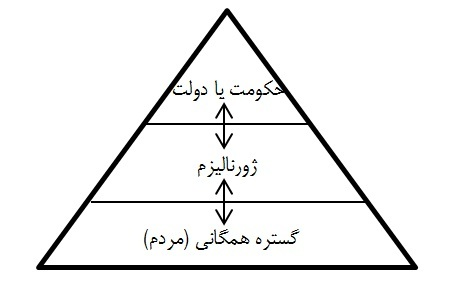 حکومت یا دولت
ژورنالیزم
گستره همگانی (مردم)